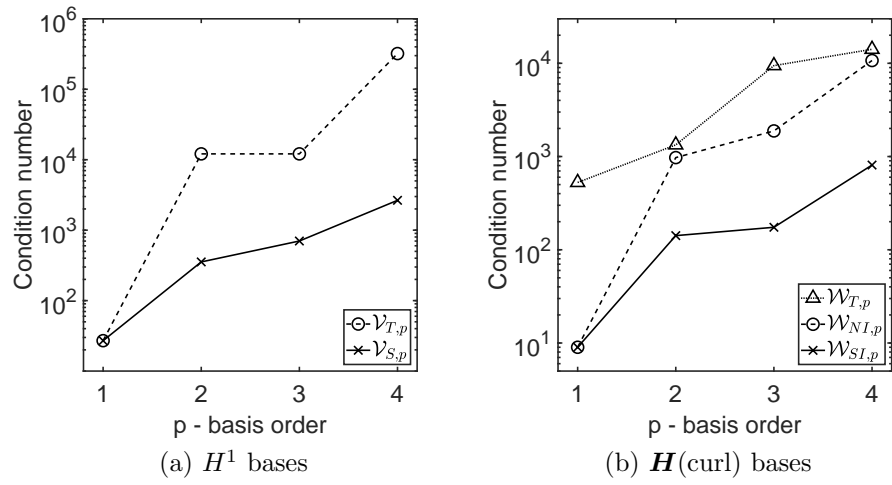 Condition number
10^6
10^5
10^4
10^3
10^2
1 2 3 4
p - basis order
𝒱_{T,p}
𝒱_{S,p}
(a) H^1 bases
Condition number
10^4
10^3
10^2
10^1
1 2 3 4
p - basis order
𝒲_{T,p}
𝒲_{NI,p}
𝒲_{SI,p}
(b) H(curl) bases